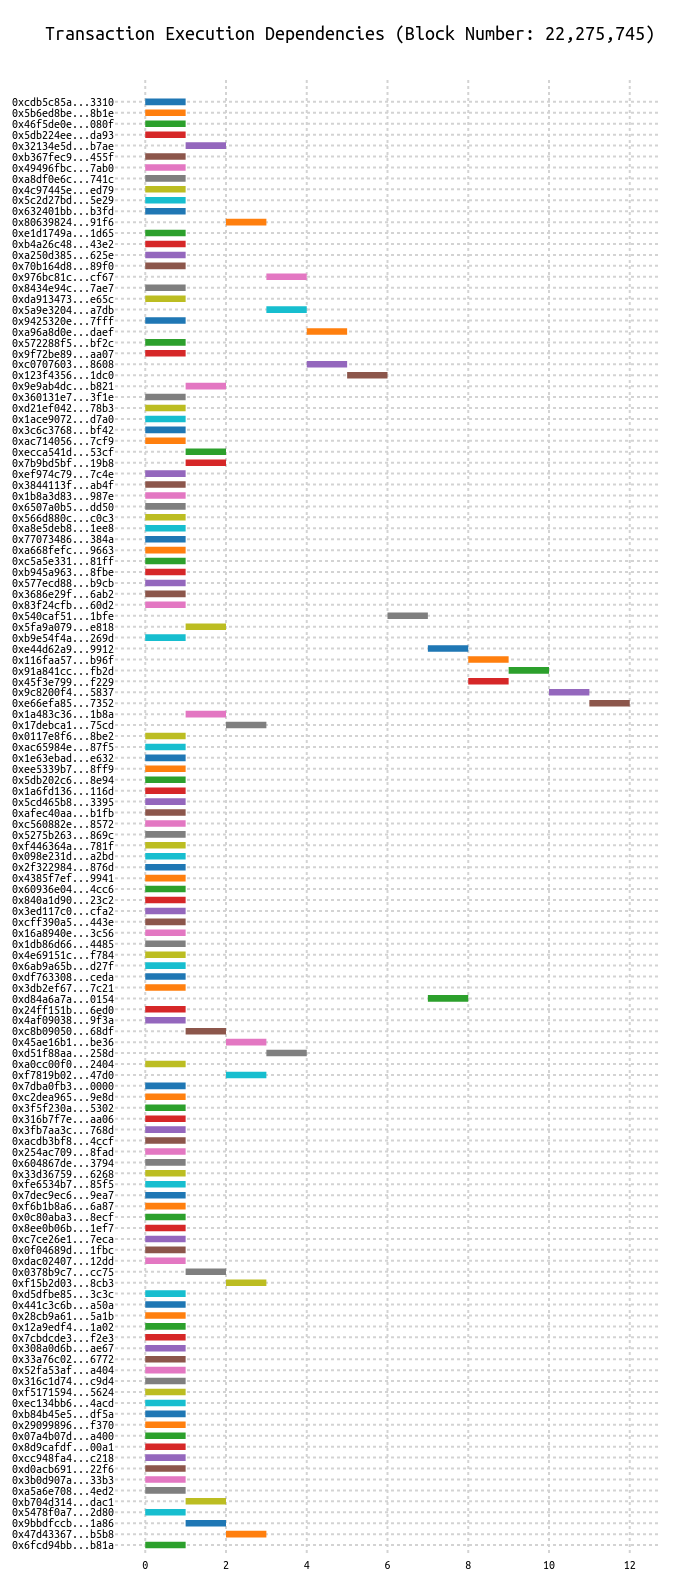 Transaction Execution Dependencies (Block Number: 22,275,745)
0xcdb5c85a...3310
0x5b6ed8be...8b1e
0x46f5de0e...080f
0x5db224ee...da93
0x32134e5d...b7ae
0xb367fec9...455f
0x49496fbc...7ab0
0xa8df0e6c...741c
0x4c97445e...ed79
0x5c2d27bd...5e29
0x632401bb...b3fd
0x80639824...91f6
0xe1d1749a...1d65
0xb4a26c48...43e2
0xa250d385...625e
0x70b164d8...89f0
0x976bc81c...cf67
0x8434e94c...7ae7
0xda913473...e65c
0x5a9e3204...a7db
0x9425320e...7fff
0xa96a8d0e...daef
0x572288f5...bf2c
0x9f72be89...aa07
0xc0707603...8608
0x123f4356...1dc0
0x9e9ab4dc...b821
0x360131e7...3f1e
0xd21ef042...78b3
0x1ace9072...d7a0
0x3c6c3768...bf42
0xac714056...7cf9
0xecca541d...53cf
0x7b9bd5bf...19b8
0xef974c79...7c4e
0x3844113f...ab4f
0x1b8a3d83...987e
0x6507a0b5...dd50
0x566d880c...c0c3
0xa8e5deb8...1ee8
0x77073486...384a
0xa668fefc...9663
0xc5a5e331...81ff
0xb945a963...8fbe
0x577ecd88...b9cb
0x3686e29f...6ab2
0x83f24cfb...60d2
0x540caf51...1bfe
0x5fa9a079...e818
0xb9e54f4a...269d
0xe44d62a9...9912
0x116faa57...b96f
0x91a841cc...fb2d
0x45f3e799...f229
0x9c8200f4...5837
0xe66efa85...7352
0x1a483c36...1b8a
0x17debca1...75cd
0x0117e8f6...8be2
0xac65984e...87f5
0x1e63ebad...e632
0xee5339b7...8ff9
0x5db202c6...8e94
0x1a6fd136...116d
0x5cd465b8...3395
0xafec40aa...b1fb
0xc560882e...8572
0x5275b263...869c
0xf446364a...781f
0x098e231d...a2bd
0x2f322984...876d
0x4385f7ef...9941
0x60936e04...4cc6
0x840a1d90...23c2
0x3ed117c0...cfa2
0xcff390a5...443e
0x16a8940e...3c56
0x1db86d66...4485
0x4e69151c...f784
0x6ab9a65b...d27f
0xdf763308...ceda
0x3db2ef67...7c21
0xd84a6a7a...0154
0x24ff151b...6ed0
0x4af09038...9f3a
0xc8b09050...68df
0x45ae16b1...be36
0xd51f88aa...258d
0xa0cc00f0...2404
0xf7819b02...47d0
0x7dba0fb3...0000
0xc2dea965...9e8d
0x3f5f230a...5302
0x316b7f7e...aa06
0x3fb7aa3c...768d
0xacdb3bf8...4ccf
0x254ac709...8fad
0x604867de...3794
0x33d36759...6268
0xfe6534b7...85f5
0x7dec9ec6...9ea7
0xf6b1b8a6...6a87
0x0c80aba3...8ecf
0x8ee0b06b...1ef7
0xc7ce26e1...7eca
0x0f04689d...1fbc
0xdac02407...12dd
0x0378b9c7...cc75
0xf15b2d03...8cb3
0xd5dfbe85...3c3c
0x441c3c6b...a50a
0x28cb9a61...5a1b
0x12a9edf4...1a02
0x7cbdcde3...f2e3
0x308a0d6b...ae67
0x33a76c02...6772
0x52fa53af...a404
0x316c1d74...c9d4
0xf5171594...5624
0xec134bb6...4acd
0xb84b45e5...df5a
0x29099896...f370
0x07a4b07d...a400
0x8d9cafdf...00a1
0xcc948fa4...c218
0xd0acb691...22f6
0x3b0d907a...33b3
0xa5a6e708...4ed2
0xb704d314...dac1
0x5478f0a7...2d80
0x9bbdfccb...1a86
0x47d43367...b5b8
0x6fcd94bb...b81a
0 2 4 6 8 10 12